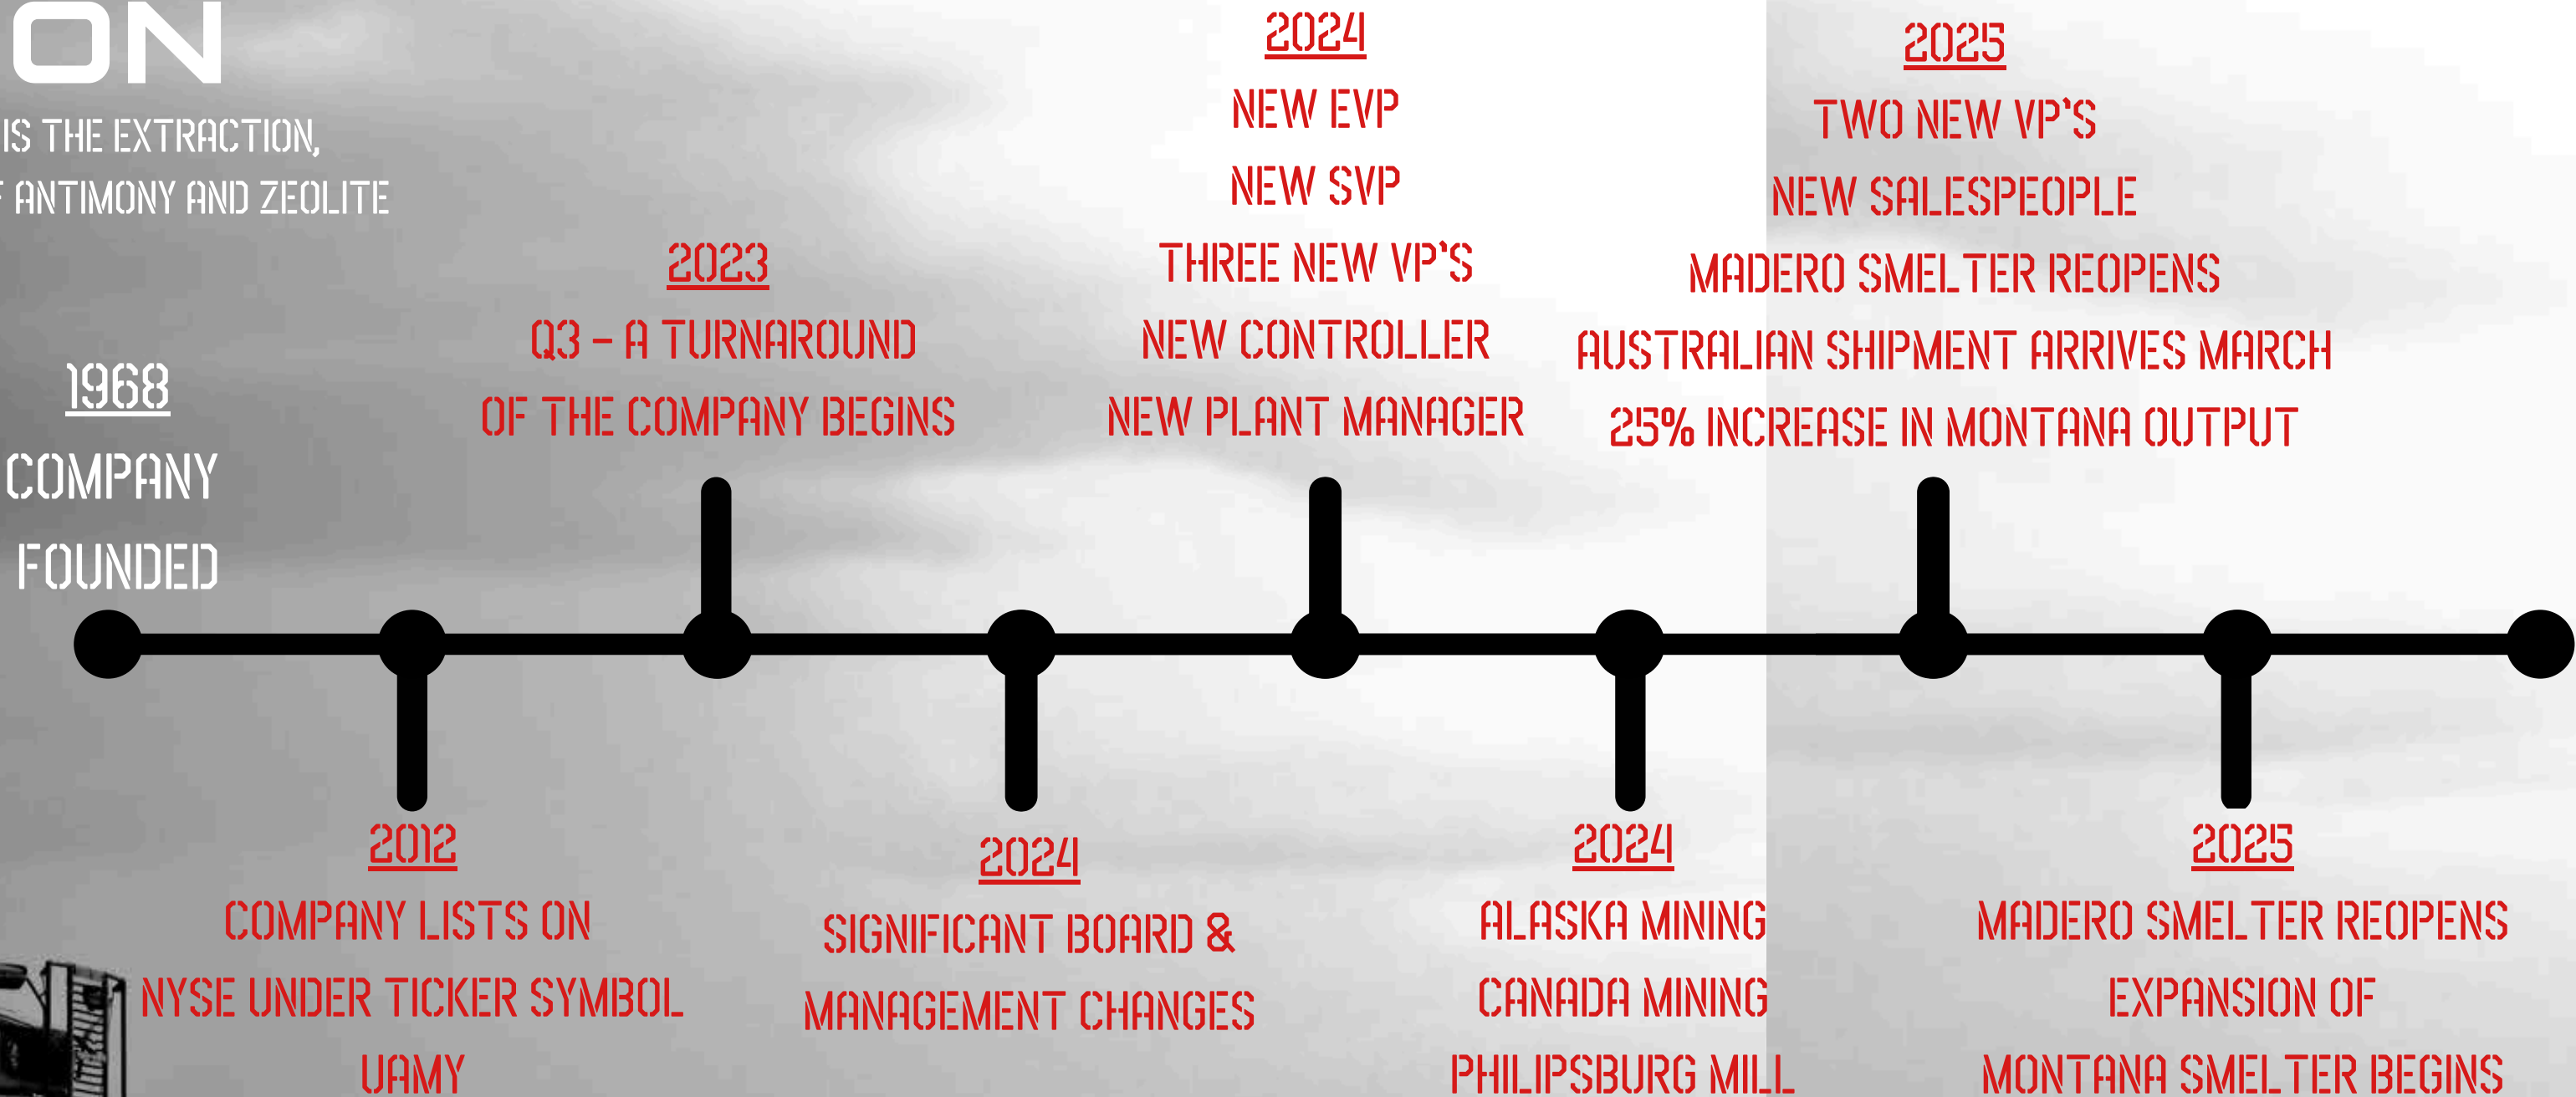 ON
IS THE EXTRACTION,
ANTIMONY AND ZEOLITE
1968
COMPANY
FOUNDED
2012
COMPANY LISTS ON
NYSE UNDER TICKER SYMBOL
UAMY
2023
Q3 – A TURNAROUND
OF THE COMPANY BEGINS
2024
SIGNIFICANT BOARD &
MANAGEMENT CHANGES
2024
NEW EVP
NEW SVP
THREE NEW VP'S
NEW CONTROLLER
NEW PLANT MANAGER
2024
ALASKA MINING
CANADA MINING
PHILIPSBURG MILL
2025
TWO NEW VP'S
NEW SALESPEOPLE
MADERO SMELTER REOPENS
AUSTRALIAN SHIPMENT ARRIVES MARCH
25% INCREASE IN MONTANA OUTPUT
2025
MADERO SMELTER REOPENS
EXPANSION OF
MONTANA SMELTER BEGINS